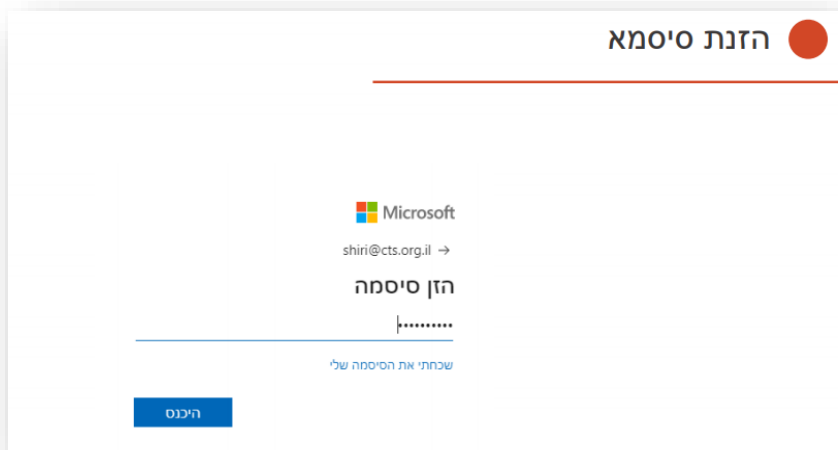 הזנת סיסמא
Microsoft
shiri@cts.org.il →
הזן סיסמה
••••••••••
שכחתי את הסיסמה שלי
היכנס